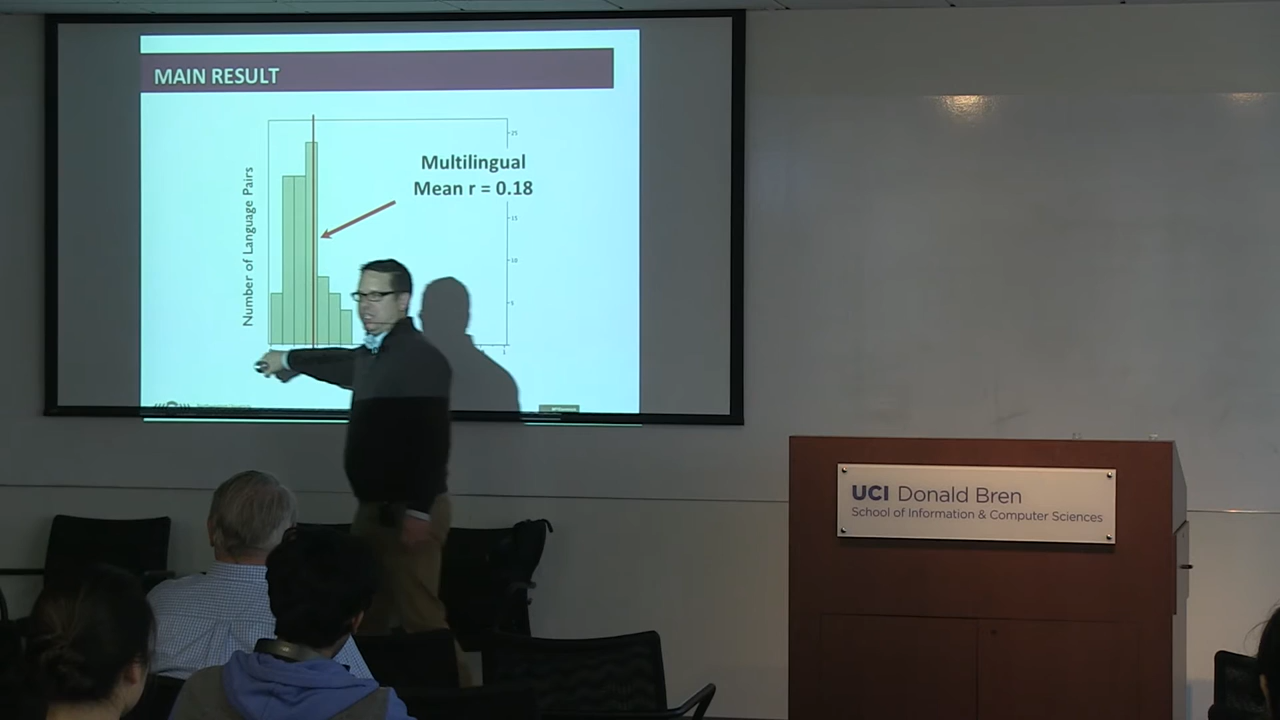 MAIN RESULT
Number of Language Pairs
Multilingual
Mean r = 0.18
25
15
10
5
UCI Donald Bren
School of Information & Computer Sciences